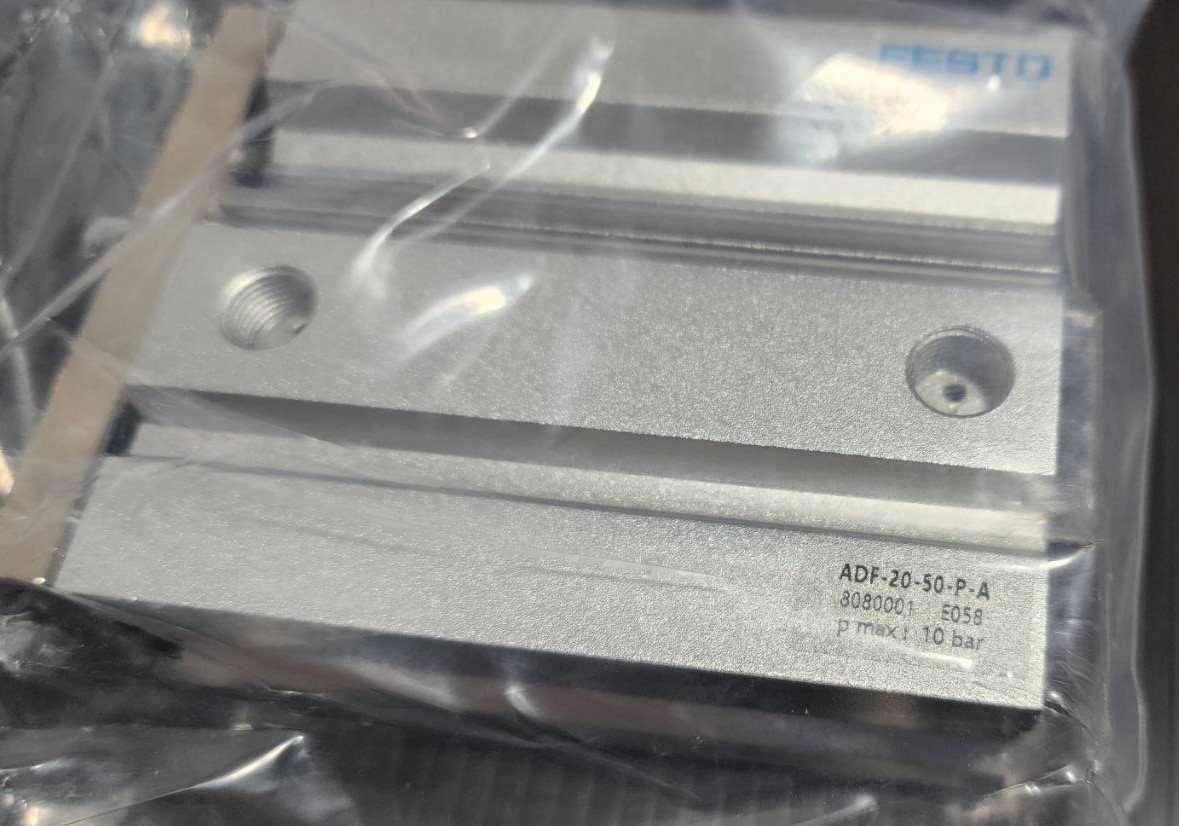 FESTO
ADF-20-50-P-A
8080001 E058
p max.: 10 bar